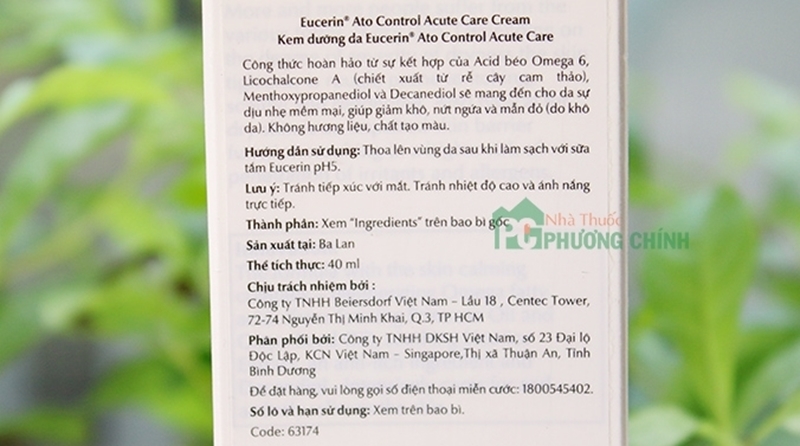 Eucerin® Ato Control Acute Care Cream
Kem dưỡng da Eucerin® Ato Control Acute Care
Công thức hoàn hảo từ sự kết hợp của Acid béo Omega 6,
Licochalcone A (chiết xuất từ rễ cây cam thảo),
Menthoxypropanediol và Decanediol sẽ mang đến cho da sự
dịu nhẹ mềm mại, giúp giảm khô, nứt ngứa và mẩn đỏ (do khô
da). Không hương liệu, chất tạo màu.
Hướng dẫn sử dụng: Thoa lên vùng da sau khi làm sạch với sữa
tắm Eucerin pH5.
Lưu ý: Tránh tiếp xúc với mắt. Tránh nhiệt độ cao và ánh nắng
trực tiếp.
Thành phần: Xem "Ingredients" trên bao bì gốc
Sản xuất tại: Ba Lan
Thể tích thực: 40 ml
Chịu trách nhiệm bởi :
Công ty TNHH Beiersdorf Việt Nam – Lầu 18 , Centec Tower,
72-74 Nguyễn Thị Minh Khai, Q.3, TP HCM
Phân phối bởi: Công ty TNHH DKSH Việt Nam, số 23 Đại lộ
Độc Lập, KCN Việt Nam – Singapore,Thị xã Thuận An, Tỉnh
Bình Dương
Để đặt hàng, vui lòng gọi số điện thoại miễn cước: 1800545402.
Số lô và hạn sử dụng: Xem trên bao bì.
Code: 63174
Nhà Thuốc
PC PHƯƠNG CHÍNH